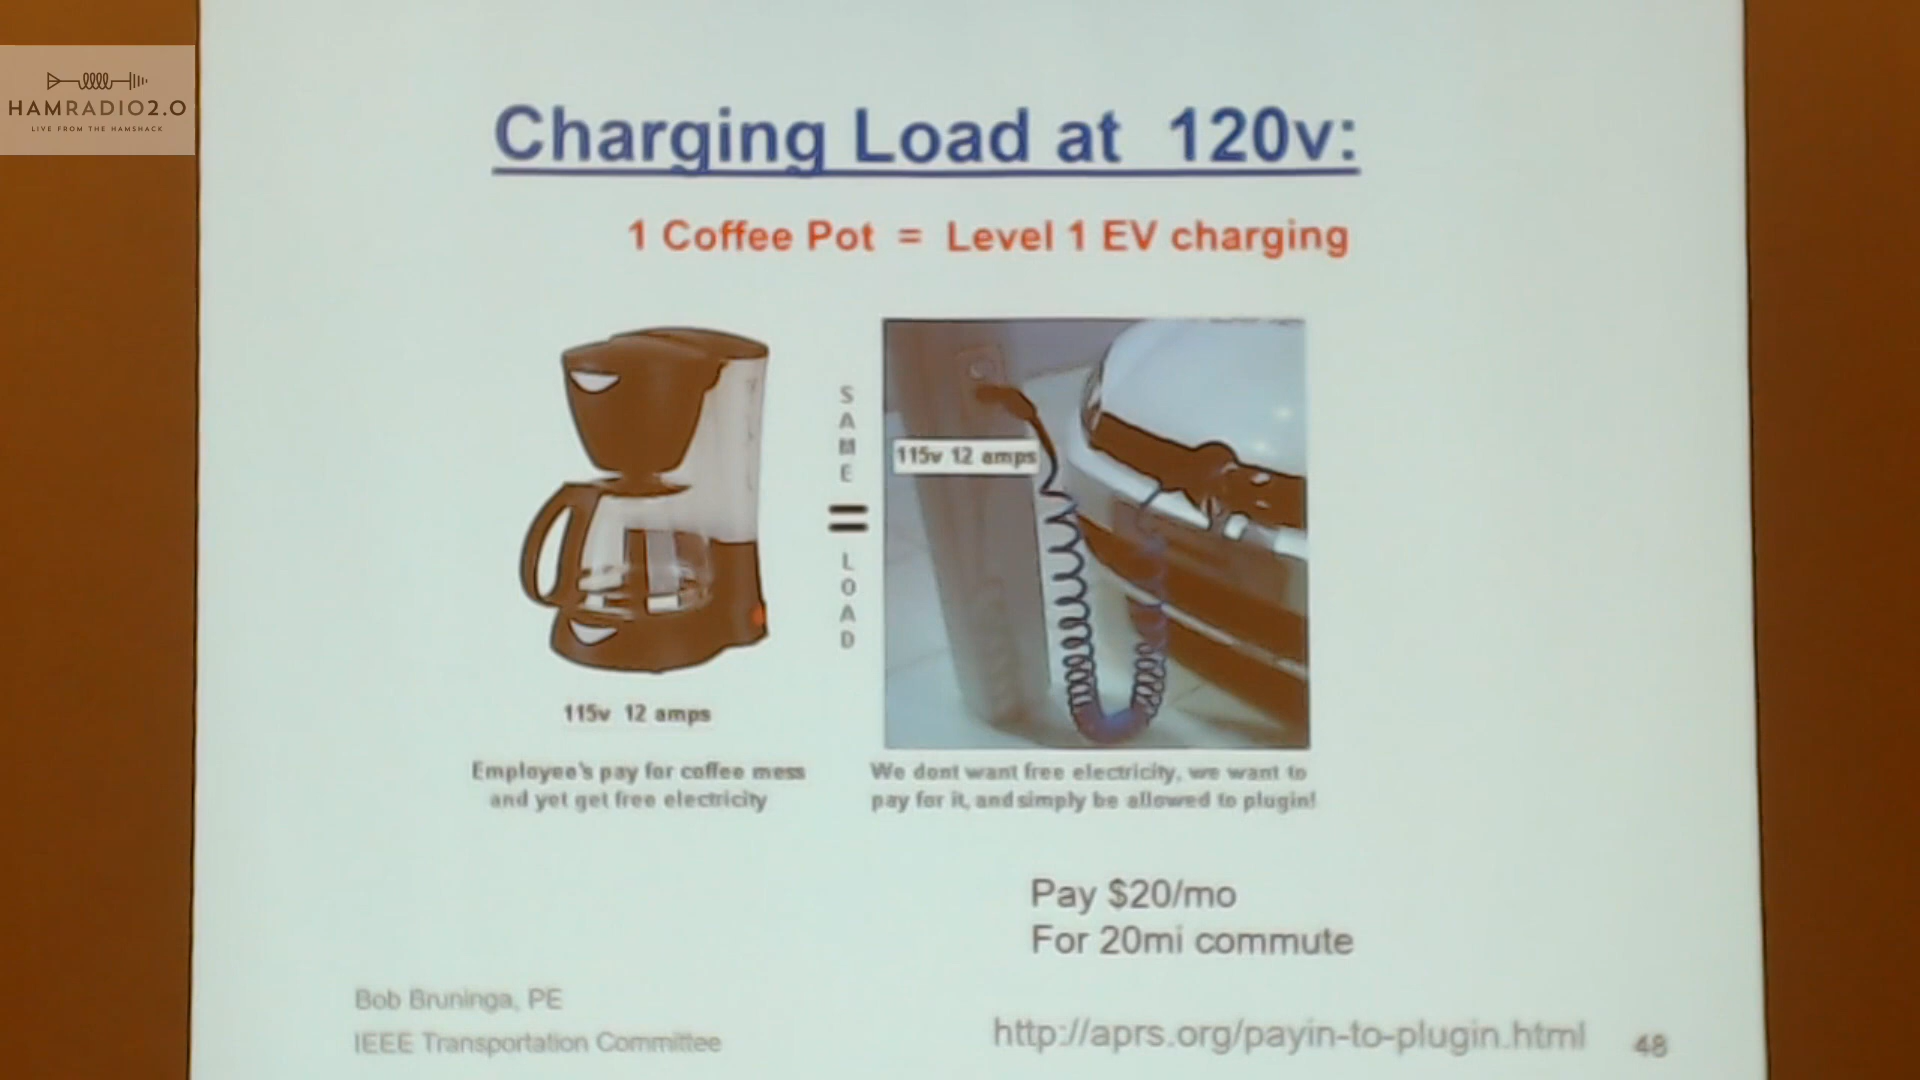 HAMRADIO2.0
LIVE FROM THE HAMSHACK
Charging Load at 120v:
1 Coffee Pot = Level 1 EV charging
SAME
=
LOAD
115v 12 amps
115v 12 amps
Employee's pay for coffee mess
and yet get free electricity
We dont want free electricity, we want to
pay for it, and simply be allowed to plugin!
Pay $20/mo
For 20mi commute
Bob Bruninga, PE
IEEE Transportation Committee
http://aprs.org/payin-to-plugin.html
48